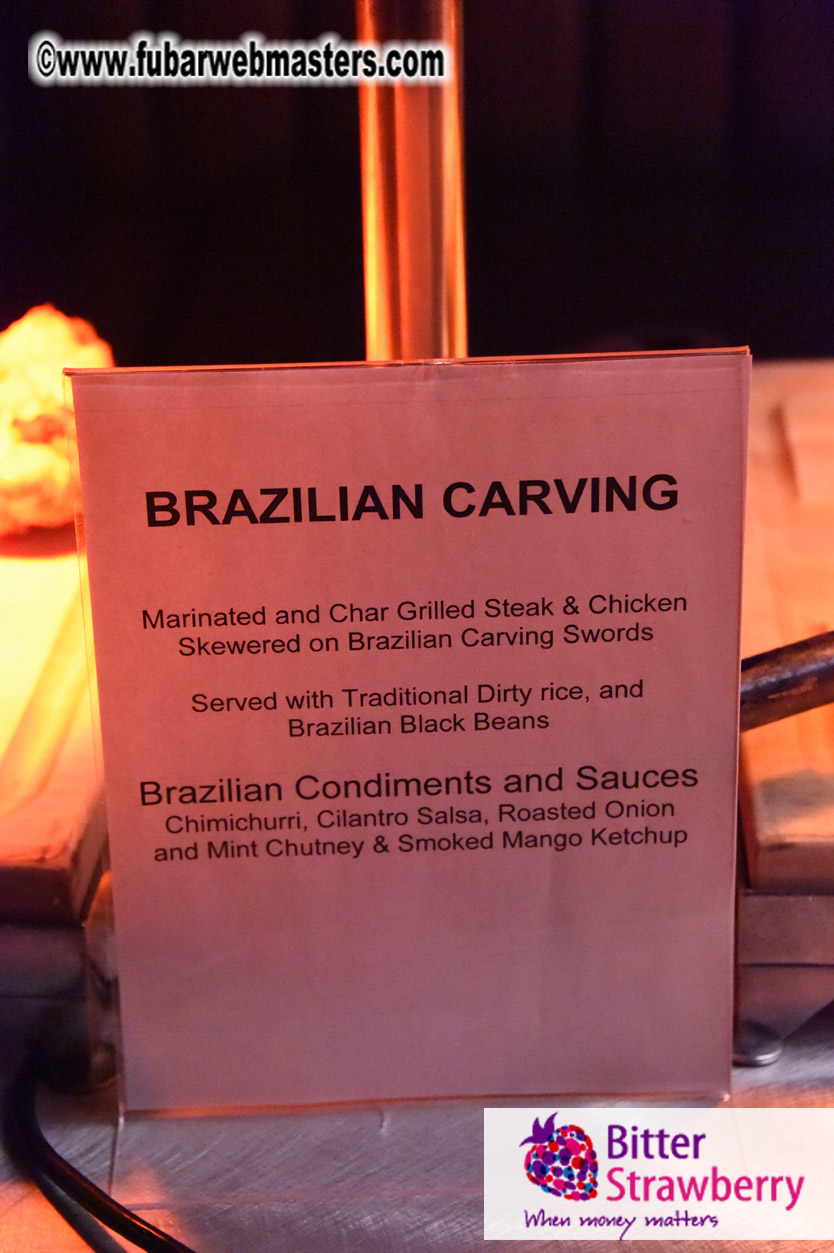 ©www.fubarwebmasters.com
BRAZILIAN CARVING
Marinated and Char Grilled Steak & Chicken
Skewered on Brazilian Carving Swords
Served with Traditional Dirty rice, and
Brazilian Black Beans
Brazilian Condiments and Sauces
Chimichurri, Cilantro Salsa, Roasted Onion
and Mint Chutney & Smoked Mango Ketchup
Bitter
Strawberry
When money matters